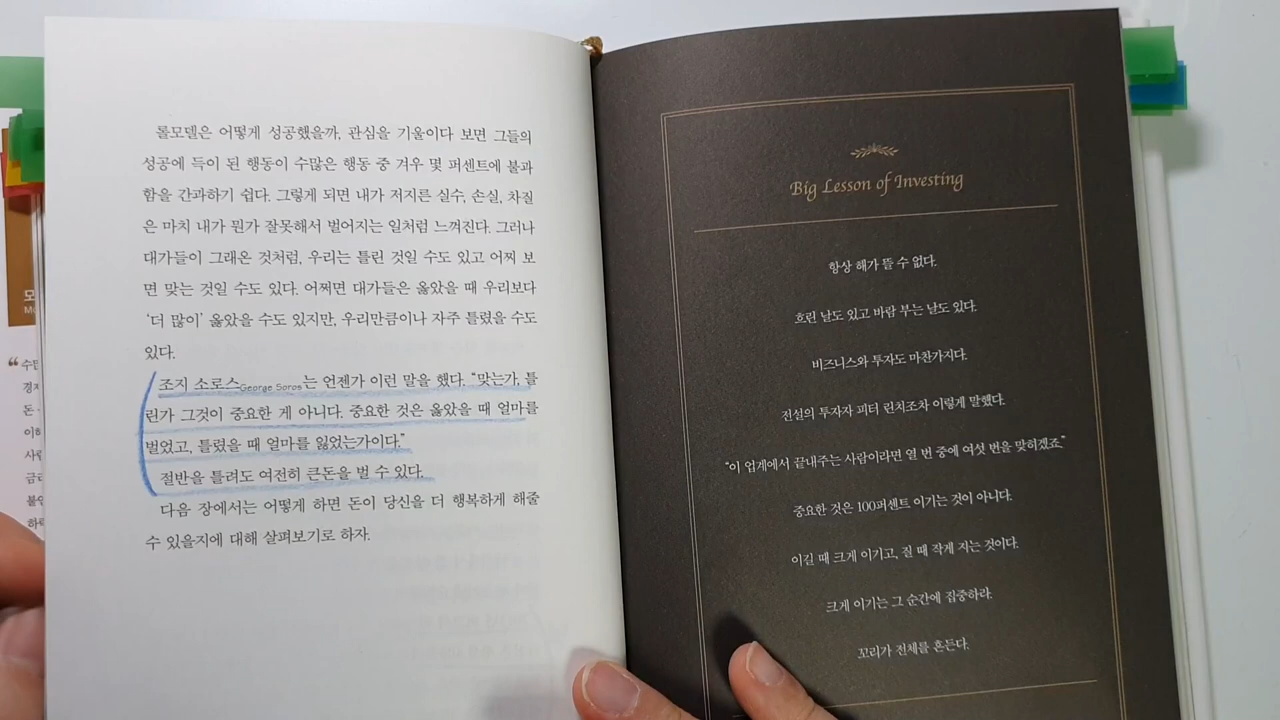 롤모델은 어떻게 성공했을까, 관심을 기울이다 보면 그들의
성공에 득이 된 행동이 수많은 행동 중 겨우 몇 퍼센트에 불과
함을 간과하기 쉽다. 그렇게 되면 내가 저지른 실수, 손실, 차질
은 마치 내가 뭔가 잘못해서 벌어지는 일처럼 느껴진다. 그러나
대가들이 그래온 것처럼, 우리는 틀린 것일 수도 있고 어찌 보
면 맞는 것일 수도 있다. 어쩌면 대가들은 옳았을 때 우리보다
‘더 많이’ 옳았을 수도 있지만, 우리만큼이나 자주 틀렸을 수도
있다.
조지 소로스George Soros는 언젠가 이런 말을 했다. “맞는가, 틀
린가 그것이 중요한 게 아니다. 중요한 것은 옳았을 때 얼마를
벌었고, 틀렸을 때 얼마를 잃었는가이다.”
절반을 틀려도 여전히 큰돈을 벌 수 있다.
다음 장에서는 어떻게 하면 돈이 당신을 더 행복하게 해줄
수 있을지에 대해 살펴보기로 하자.
Big Lesson of Investing
항상 해가 뜰 수 없다.
흐린 날도 있고 바람 부는 날도 있다.
비즈니스와 투자도 마찬가지다.
전설의 투자자 피터 린치조차 이렇게 말했다.
“이 업계에서 끝내주는 사람이라면 열 번 중에 여섯 번을 맞히겠죠.”
중요한 것은 100퍼센트 이기는 것이 아니다.
이길 때 크게 이기고, 질 때 작게 지는 것이다.
크게 이기는 그 순간에 집중하라.
꼬리가 전체를 흔든다.